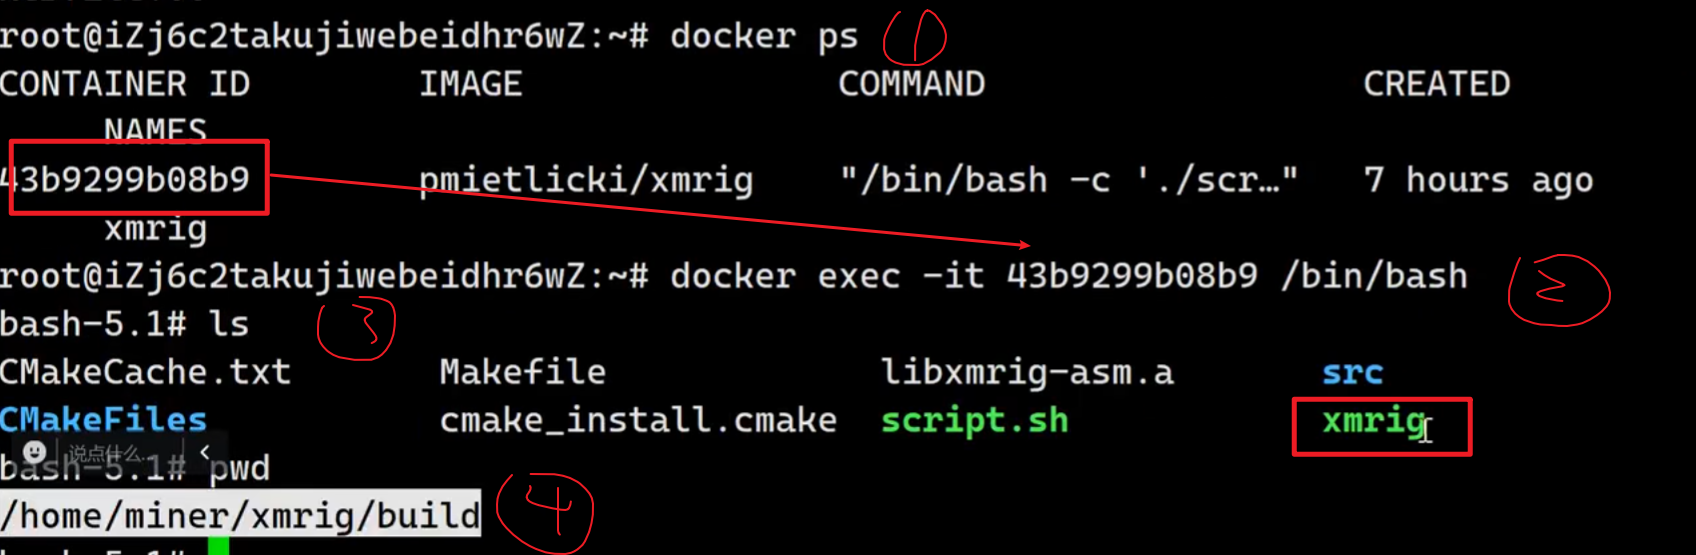 root@iZj6c2takujiwebeidhr6wZ:~# docker ps ①
CONTAINER ID IMAGE COMMAND CREATED
NAMES
43b9299b08b9 pmietlicki/xmrig "/bin/bash -c './scr…" 7 hours ago
xmrig
root@iZj6c2takujiwebeidhr6wZ:~# docker exec -it 43b9299b08b9 /bin/bash ②
bash-5.1# ls ③
CMakeCache.txt Makefile libxmrig-asm.a src
CMakeFiles cmake_install.cmake script.sh xmrig
说点什么...
bash-5.1# pwd
/home/miner/xmrig/build ④